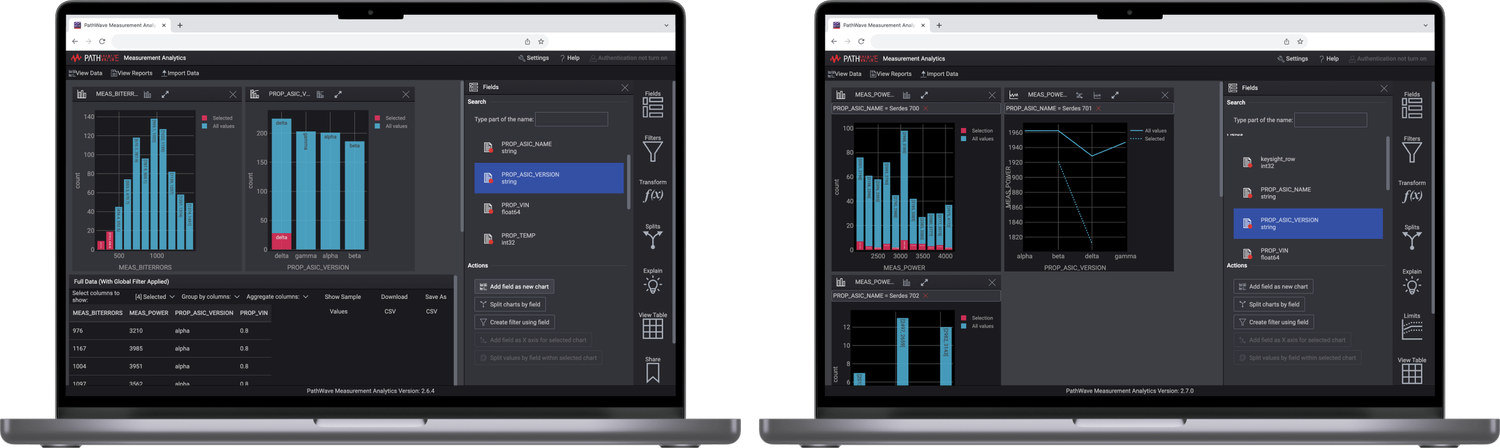 PathWave Measurement Analy
PATHWAVE Measurement Analytics
Settings
Help
Authentication not turn on
View Data
View Reports
Import Data
MEAS_BITERR...
140
120
100
80
60
40
20
0
count
500
1000
MEAS_BITERRORS
Selected
All values
PROP_ASIC_V...
200
150
100
50
0
count
delta
gamma
alpha
beta
delta
delta gamma alpha beta
PROP_ASIC_VERSION
Selected
All values
Full Data (With Global Filter Applied)
Select columns to show:
[4] Selected
Group by columns:
Aggregate columns:
Show Sample
Values
Download
CSV
Save As
CSV
MEAS_BITERRORS MEAS_POWER PROP_ASIC_VERSION PROP_VIN
976 3210 alpha 0.8
1167 3985 alpha 0.8
1004 3951 alpha 0.8
1097 3562 alpha 0.8
Fields
Search
Type part of the name:
PROP_ASIC_NAME
string
PROP_ASIC_VERSION
string
PROP_VIN
float64
PROP_TEMP
int32
Actions
Add field as new chart
Split charts by field
Create filter using field
Add field as X axis for selected chart
Split values by field within selected chart
Fields
Filters
Transform
f(x)
Splits
Explain
View Table
Share
PathWave Measurement Analytics Version: 2.6.4
PathWave Measurement Analy
PATHWAVE Measurement Analytics
Settings
Help
Authentication not turn on
View Data
View Reports
Import Data
MEAS_POWE...
PROP_ASIC_NAME = Serdes 700
100
80
60
40
20
0
count
2500 3000 3500 4000
MEAS_POWER
Selection
All values
MEAS_POWE...
PROP_ASIC_NAME = Serdes 701
1960
1940
1920
1900
1880
1860
1840
1820
MEAS_POWER
alpha beta delta gamma
PROP_ASIC_VERSION
All values
Selected
MEAS_POWE...
PROP_ASIC_NAME = Serdes 702
12
10
8
6
count
Selection
All values
Fields
Search
Type part of the name:
keysight_row
int32
PROP_ASIC_NAME
string
PROP_ASIC_VERSION
string
PROP_VIN
float64
Actions
Add field as new chart
Split charts by field
Create filter using field
Add field as X axis for selected chart
Split values by field within selected chart
Fields
Filters
Transform
f(x)
Splits
Explain
Limits
View Table
PathWave Measurement Analytics Version: 2.7.0